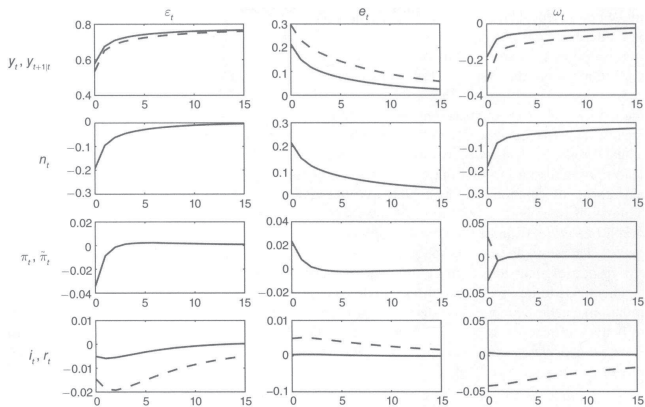 ε_t e_t ω_t
y_t, y_{t+1|t}
0.8 0.6 0.4 0 5 10 15
0.3 0.2 0.1 0 0 5 10 15
0 −0.2 −0.4 0 5 10 15
n_t
0 −0.1 −0.2 −0.3 0 5 10 15
0.3 0.2 0.1 0 0 5 10 15
0 −0.1 −0.2 −0.3 0 5 10 15
π_t, π̃_t
0.02 0 −0.02 −0.04 0 5 10 15
0.04 0.02 0 −0.02 0 5 10 15
0.05 0 −0.05 0 5 10 15
i_t, r_t
0.01 0 −0.01 −0.02 0 5 10 15
0.01 0.005 0 −0.1 0 5 10 15
0.05 0 −0.05 0 5 10 15